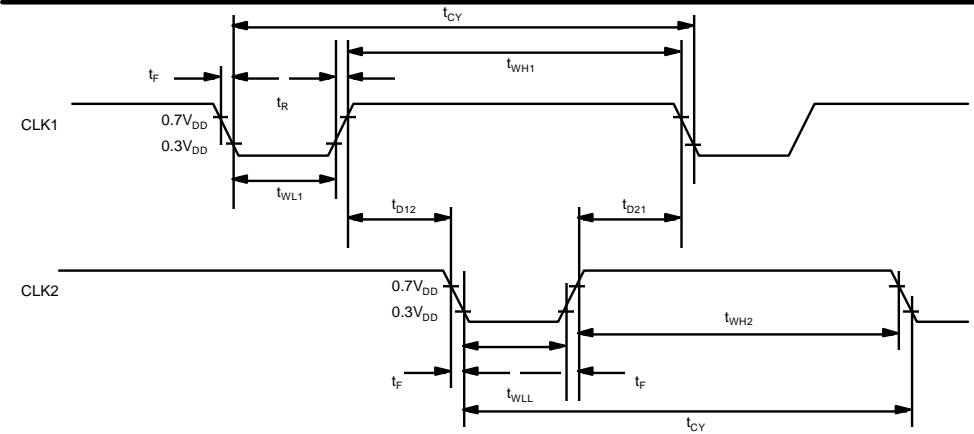 tCY
tWH1
tF
tR
CLK1
0.7VDD
0.3VDD
tWL1
tD12
tD21
CLK2
0.7VDD
0.3VDD
tWH2
tF
tWLL
tF
tCY